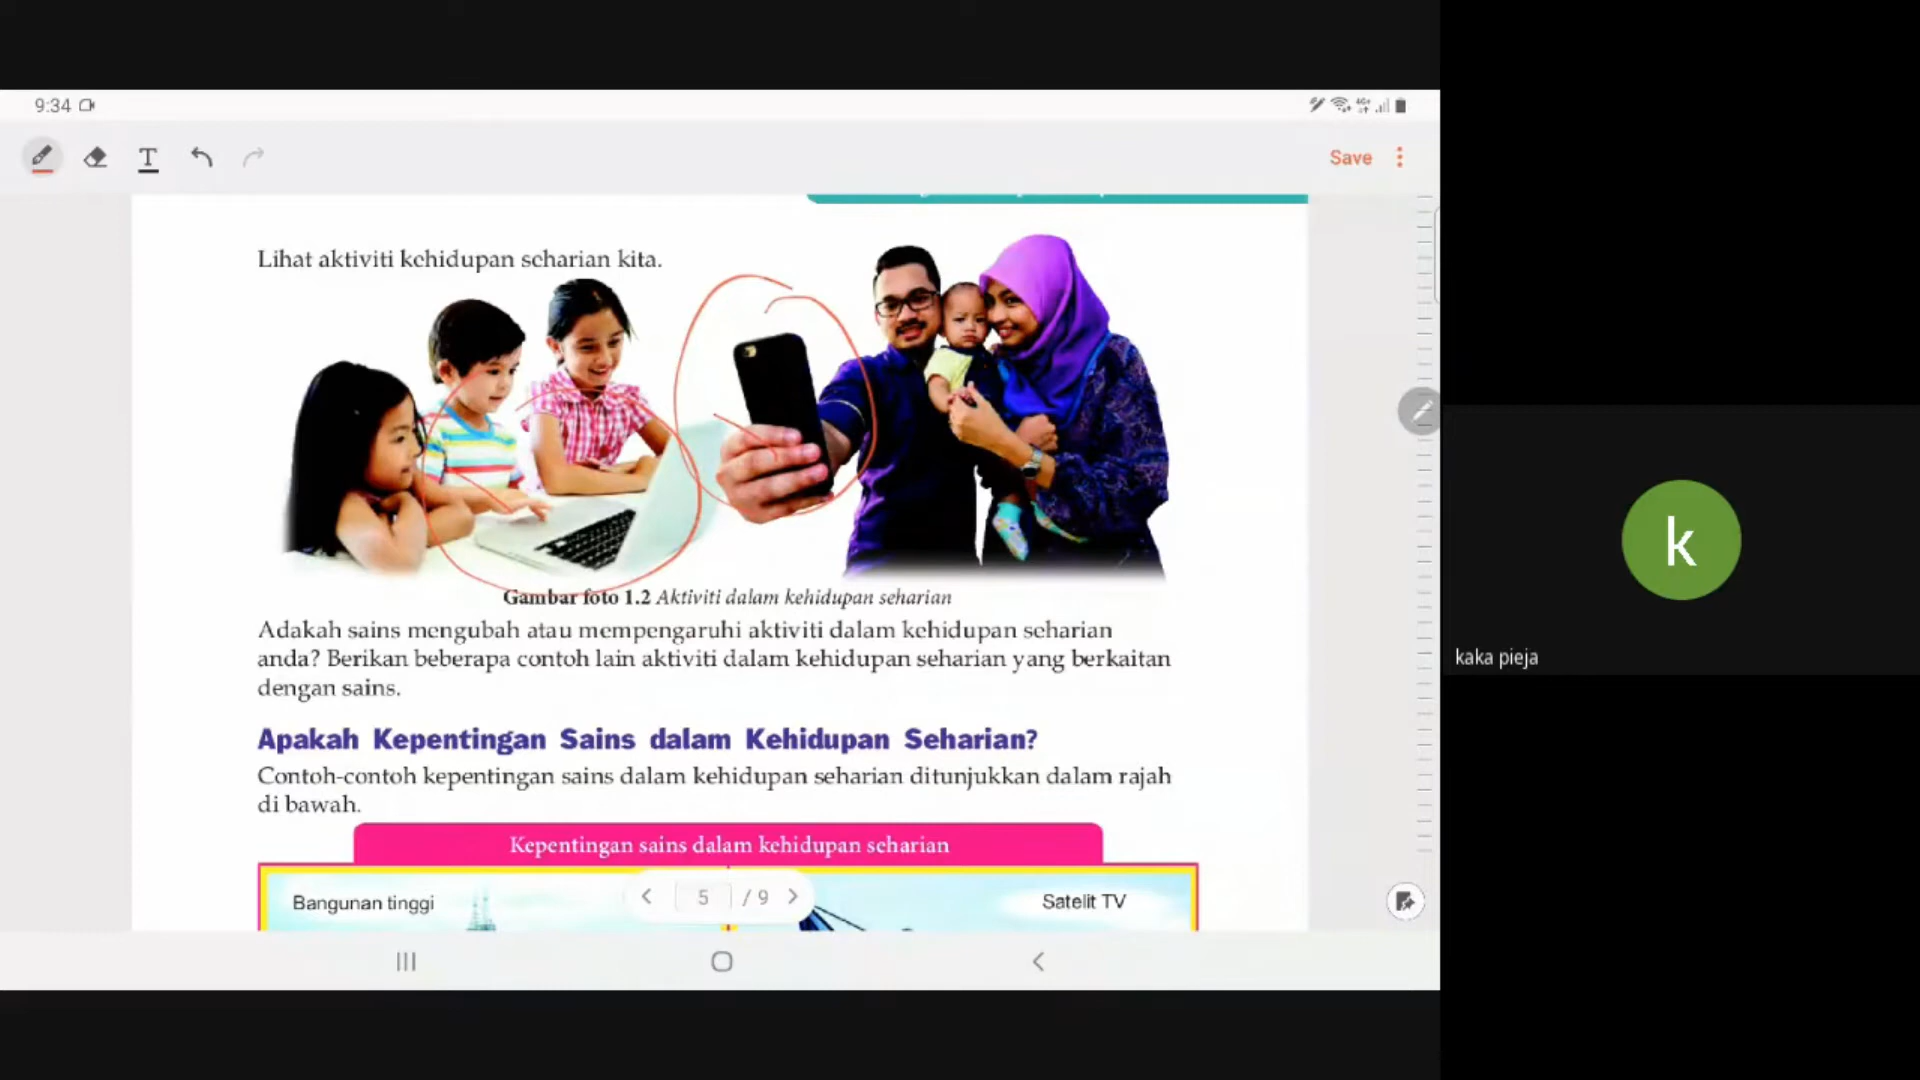 9:34
T
Save
Lihat aktiviti kehidupan seharian kita.
Gambar foto 1.2 Aktiviti dalam kehidupan seharian
Adakah sains mengubah atau mempengaruhi aktiviti dalam kehidupan seharian
anda? Berikan beberapa contoh lain aktiviti dalam kehidupan seharian yang berkaitan
dengan sains.
Apakah Kepentingan Sains dalam Kehidupan Seharian?
Contoh-contoh kepentingan sains dalam kehidupan seharian ditunjukkan dalam rajah
di bawah.
Kepentingan sains dalam kehidupan seharian
Bangunan tinggi
Satelit TV
5 / 9
k
kaka pieja